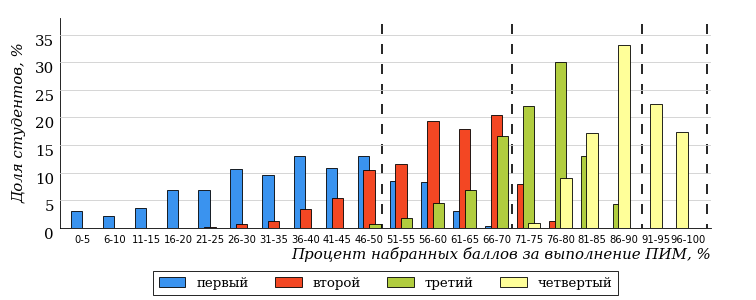 Доля студентов, %
35
30
25
20
15
10
5
0
0-5 6-10 11-15 16-20 21-25 26-30 31-35 36-40 41-45 46-50 51-55 56-60 61-65 66-70 71-75 76-80 81-85 86-90 91-95 96-100
Процент набранных баллов за выполнение ПИМ, %
первый второй третий четвертый